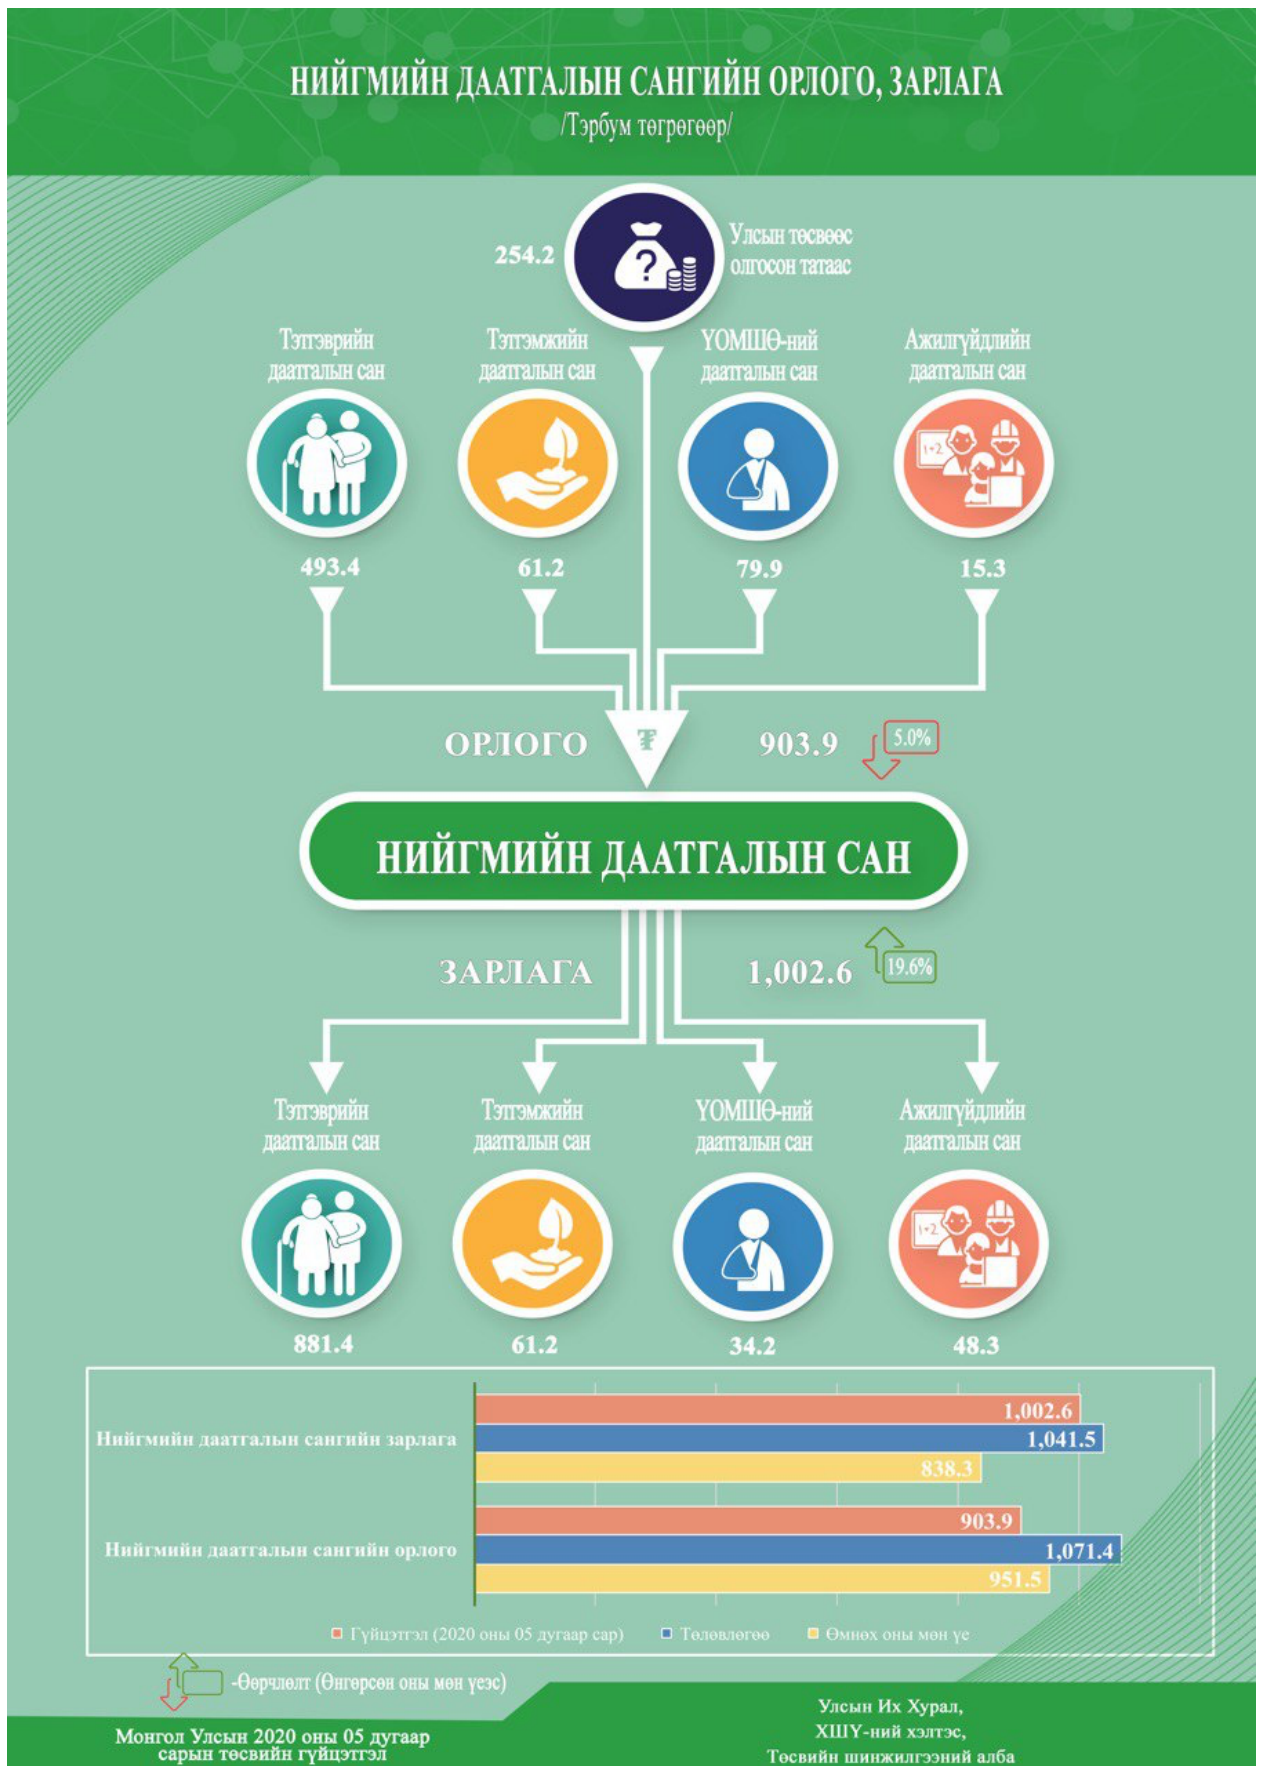 НИЙГМИЙН ДААТГАЛЫН САНГИЙН ОРЛОГО, ЗАРЛАГА
/Тэрбум төгрөгөөр/
254.2
Улсын төсвөөс
олгосон татаас
Тэтгэврийн
даатгалын сан
Тэтгэмжийн
даатгалын сан
ҮОМШӨ-ний
даатгалын сан
Ажилгүйдлийн
даатгалын сан
1+2
493.4
61.2
79.9
15.3
ОРЛОГО
₮
903.9
5.0%
НИЙГМИЙН ДААТГАЛЫН САН
ЗАРЛАГА
1,002.6
19.6%
Тэтгэврийн
даатгалын сан
Тэтгэмжийн
даатгалын сан
ҮОМШӨ-ний
даатгалын сан
Ажилгүйдлийн
даатгалын сан
1+2
881.4
61.2
34.2
48.3
Нийгмийн даатгалын сангийн зарлага
1,002.6
1,041.5
838.3
Нийгмийн даатгалын сангийн орлого
903.9
1,071.4
951.5
Гүйцэтгэл (2020 оны 05 дугаар сар)
Төлөвлөгөө
Өмнөх оны мөн үе
-Өөрчлөлт (Өнгөрсөн оны мөн үеэс)
Монгол Улсын 2020 оны 05 дугаар
сарын төсвийн гүйцэтгэл
Улсын Их Хурал,
ХШҮ-ний хэлтэс,
Төсвийн шинжилгээний алба